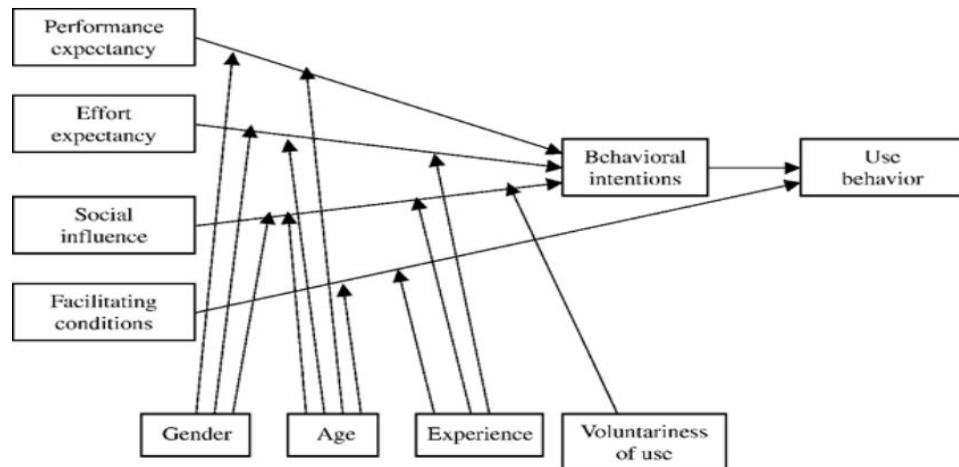 Performance
expectancy
Effort
expectancy
Behavioral
intentions
Use
behavior
Social
influence
Facilitating
conditions
Gender
Age
Experience
Voluntariness
of use